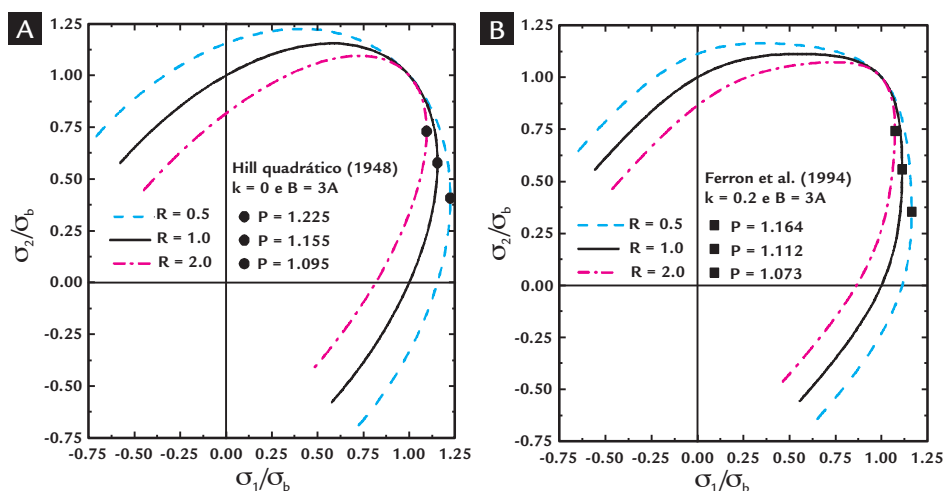 A
1.25
1.00
0.75
0.50
0.25
0.00
-0.25
-0.50
-0.75
σ2/σb
Hill quadrático (1948)
k = 0 e B = 3A
R = 0.5
R = 1.0
R = 2.0
P = 1.225
P = 1.155
P = 1.095
-0.75 -0.50 -0.25 0.00 0.25 0.50 0.75 1.00 1.25
σ1/σb
B
1.25
1.00
0.75
0.50
0.25
0.00
-0.25
-0.50
-0.75
σ2/σb
Ferron et al. (1994)
k = 0.2 e B = 3A
R = 0.5
R = 1.0
R = 2.0
P = 1.164
P = 1.112
P = 1.073
-0.75 -0.50 -0.25 0.00 0.25 0.50 0.75 1.00 1.25
σ1/σb